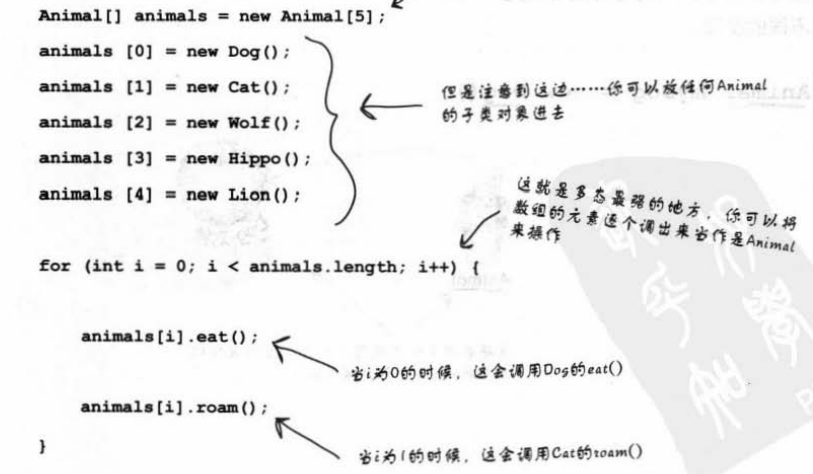 Animal[] animals = new Animal[5];
animals [0] = new Dog();
animals [1] = new Cat();
animals [2] = new Wolf();
animals [3] = new Hippo();
animals [4] = new Lion();
但是注意到这边……你可以放任何Animal
的子类对象进去
这就是多态最强的地方，你可以将
数组的元素逐个调出来当作是Animal
来操作
for (int i = 0; i < animals.length; i++) {
animals[i].eat();
当i为0的时候，这会调用Dog的eat()
animals[i].roam();
当i为1的时候，这会调用Cat的roam()
}